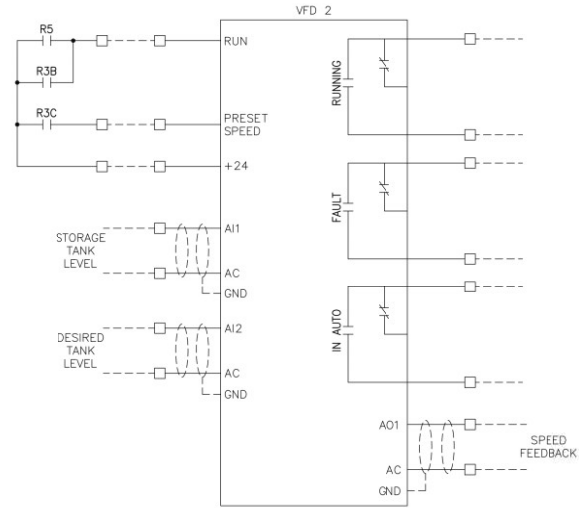 VFD 2
R5
RUN
R3B
R3C
PRESET
SPEED
+24
STORAGE
TANK
LEVEL
AI1
AC
GND
DESIRED
TANK
LEVEL
AI2
AC
GND
RUNNING
FAULT
IN AUTO
AO1
AC
GND
SPEED
FEEDBACK